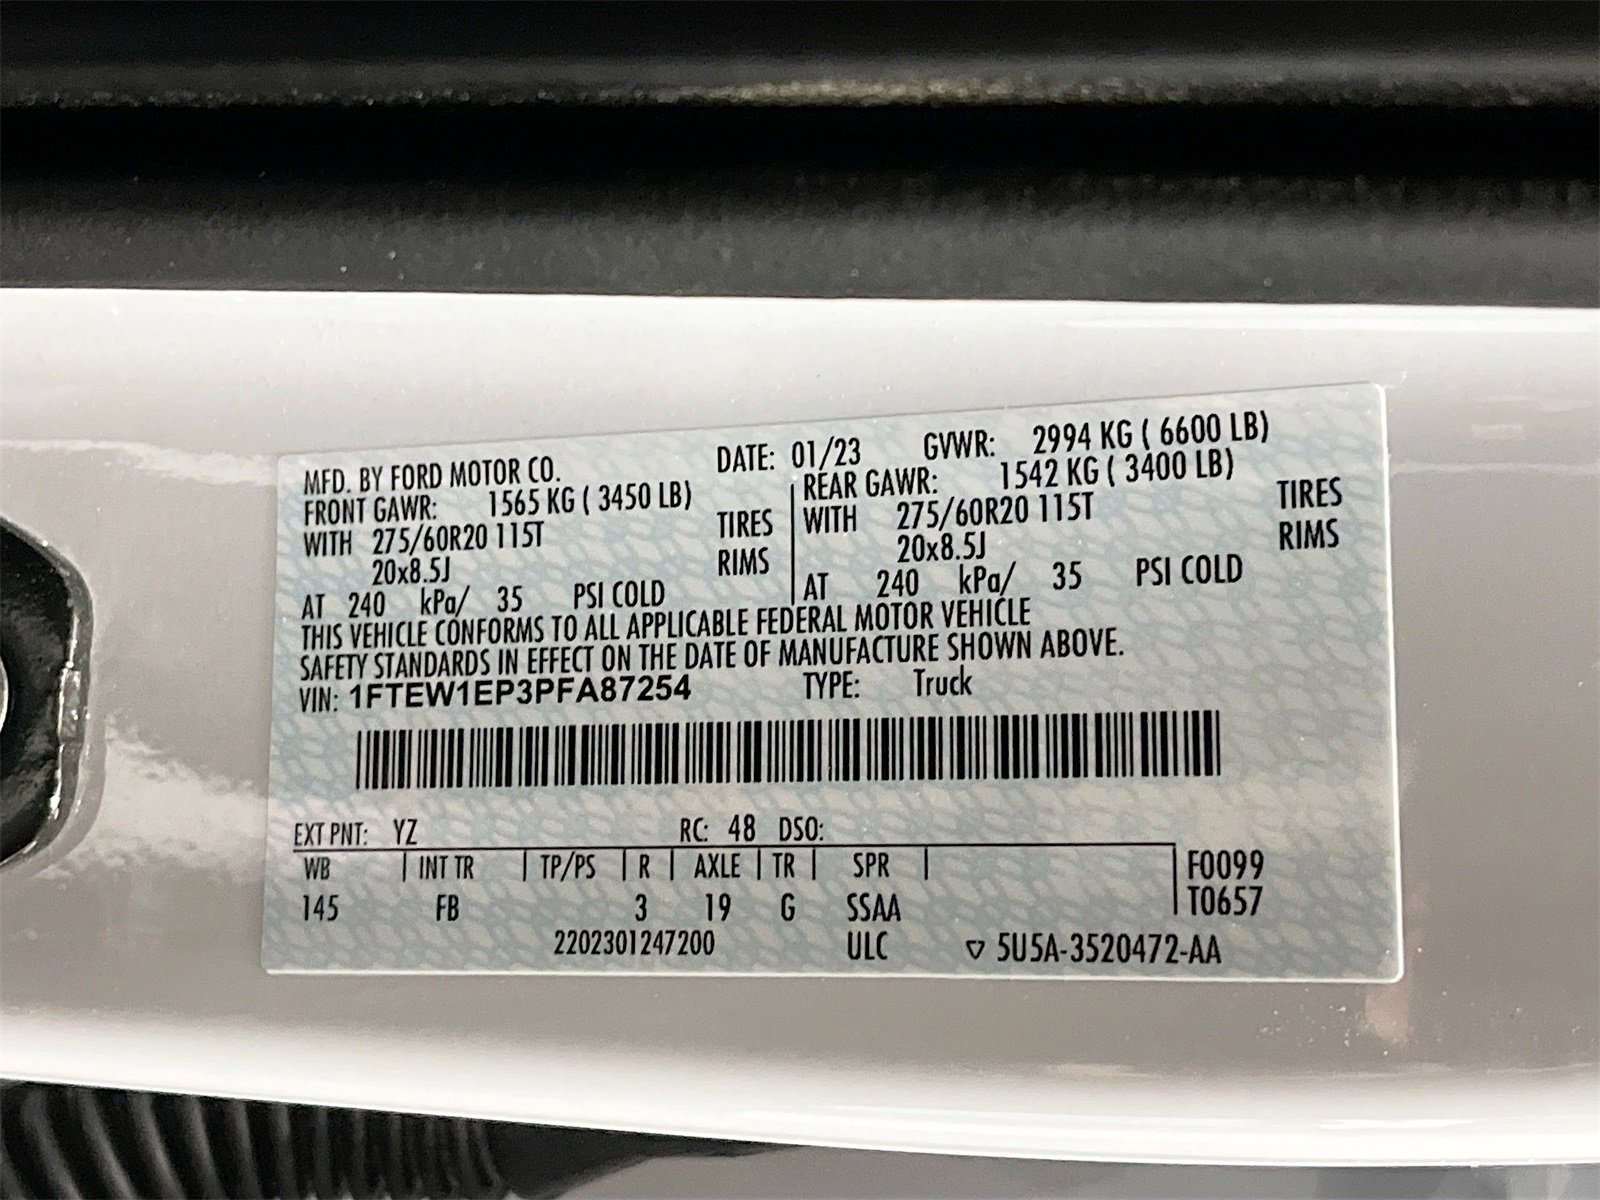 MFD. BY FORD MOTOR CO. DATE: 01/23 GVWR: 2994 KG ( 6600 LB)
FRONT GAWR: 1565 KG ( 3450 LB) REAR GAWR: 1542 KG ( 3400 LB)
WITH 275/60R20 115T TIRES WITH 275/60R20 115T TIRES
20x8.5J RIMS 20x8.5J RIMS
AT 240 kPa/ 35 PSI COLD AT 240 kPa/ 35 PSI COLD
THIS VEHICLE CONFORMS TO ALL APPLICABLE FEDERAL MOTOR VEHICLE
SAFETY STANDARDS IN EFFECT ON THE DATE OF MANUFACTURE SHOWN ABOVE.
VIN: 1FTEW1EP3PFA87254 TYPE: Truck
EXT PNT: YZ RC: 48 DSO:
WB INT TR TP/PS R AXLE TR SPR F0099
145 FB 3 19 G SSAA T0657
2202301247200 ULC ▽ 5U5A-3520472-AA